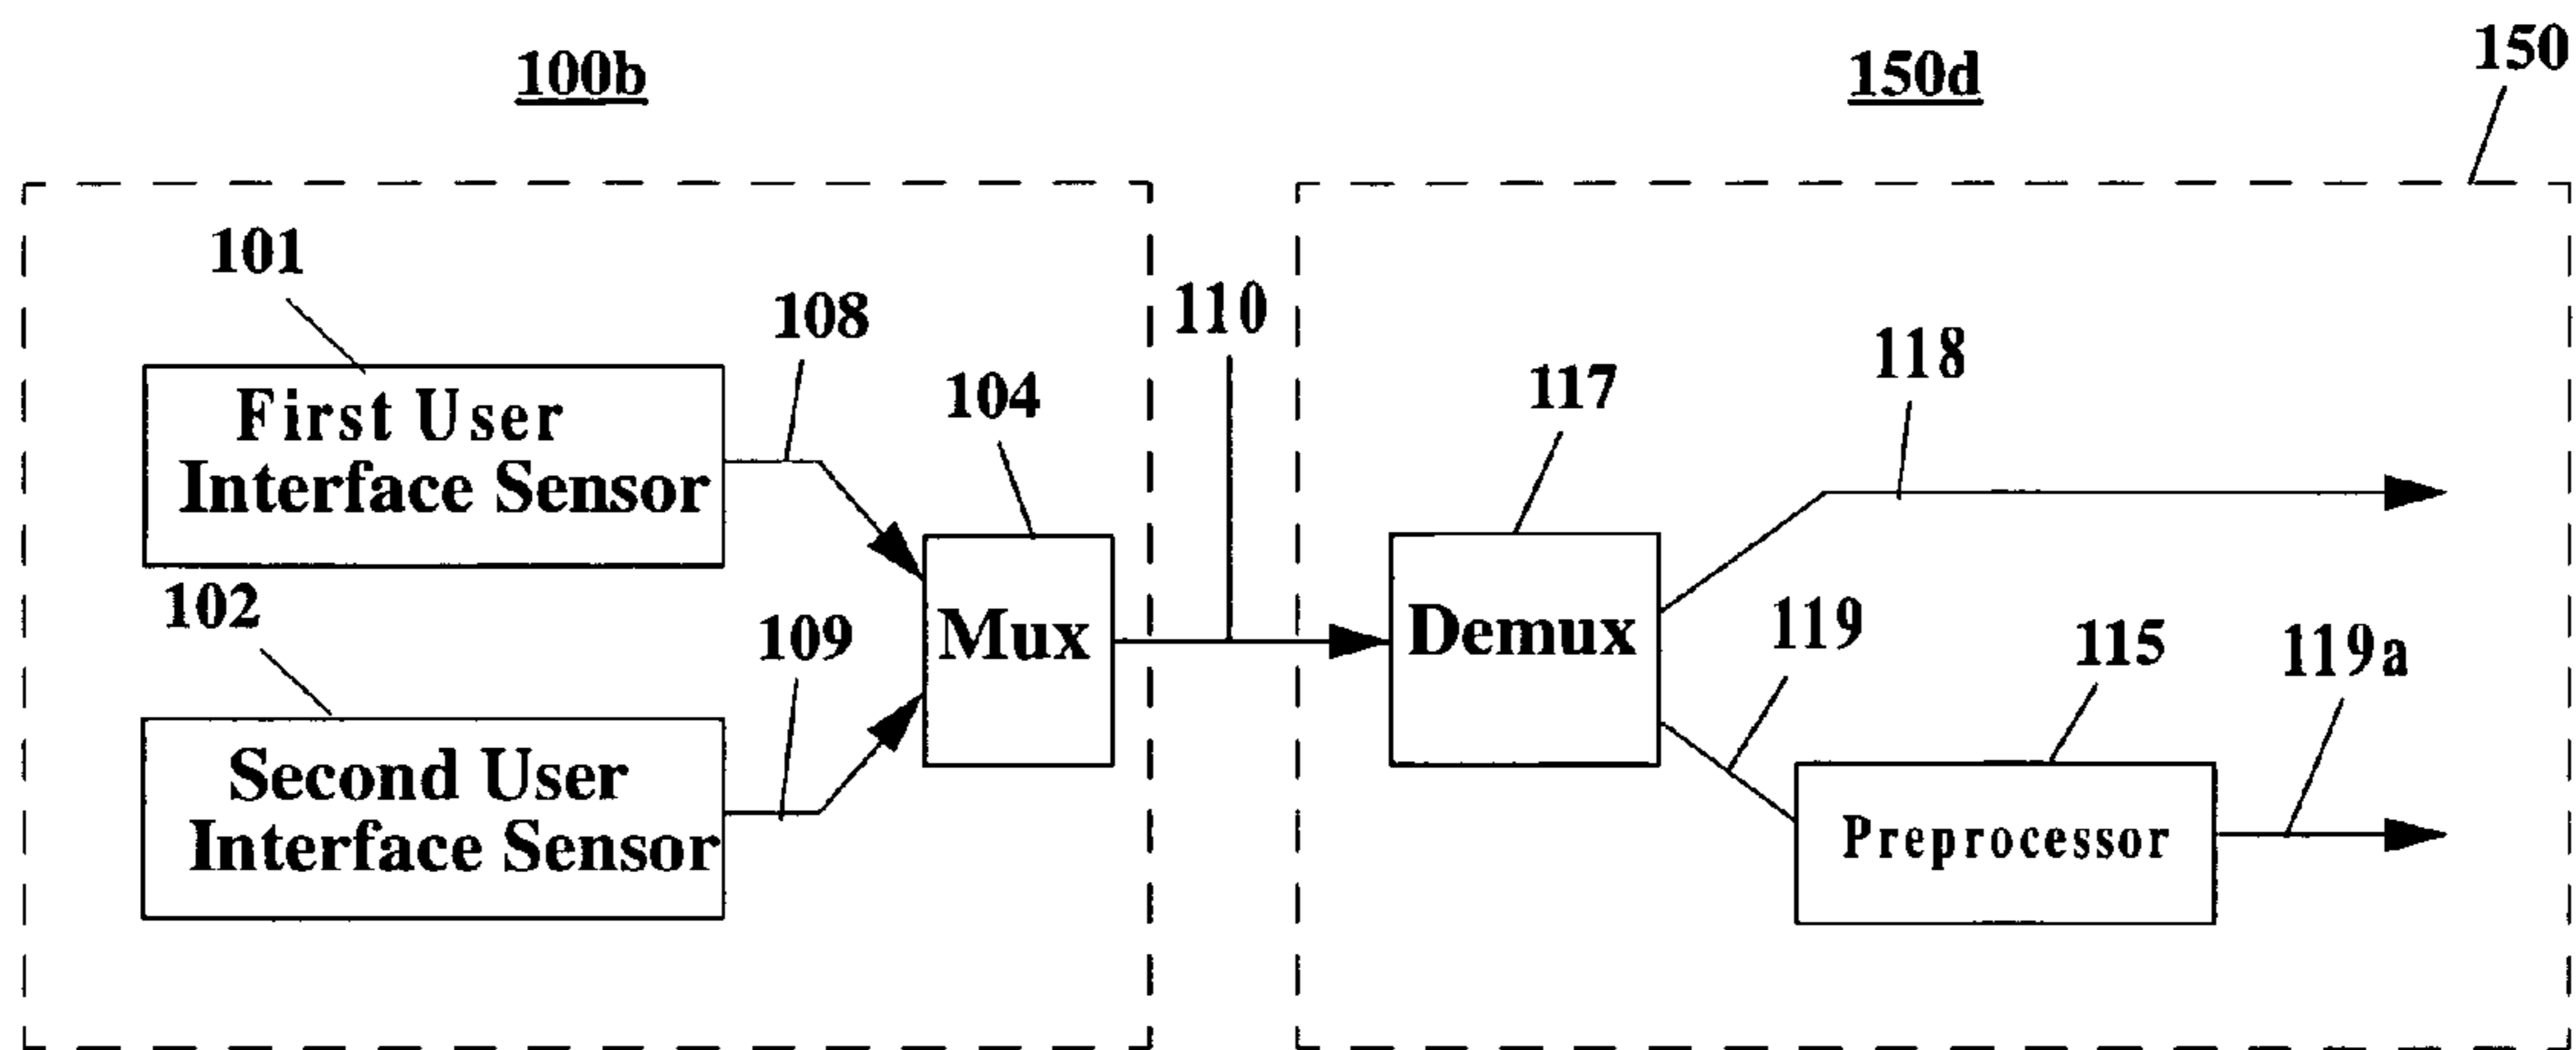 100b
150d
150
101
108
110
118
104
117
First User
Interface Sensor
102
109
Mux
Demux
119
115
119a
Second User
Interface Sensor
Preprocessor